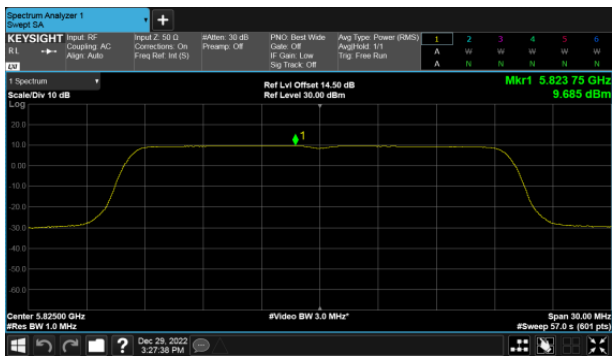 Spectrum Analyzer 1
Swept SA
+
KEYSIGHT Input: RF Input Z: 50 Ω #Atten: 30 dB PNO: Best Wide Avg Type: Power (RMS) 1 2 3 4 5 6
RL Coupling: AC Corrections: On Preamp: Off Gate: Off Avg|Hold: 1/1 A W W W W W
Align: Auto Freq Ref: Int (S) IF Gain: Low Trig: Free Run
LXI Sig Track: Off A N N N N N
1 Spectrum Ref Lvl Offset 14.50 dB Mkr1 5.823 75 GHz
Scale/Div 10 dB Ref Level 30.00 dBm 9.685 dBm
Log
20.0
10.0
1
0.00
-10.0
-20.0
-30.0
-40.0
-50.0
-60.0
Center 5.82500 GHz #Video BW 3.0 MHz* Span 30.00 MHz
#Res BW 1.0 MHz #Sweep 57.0 s (601 pts)
? Dec 29, 2022
3:27:38 PM